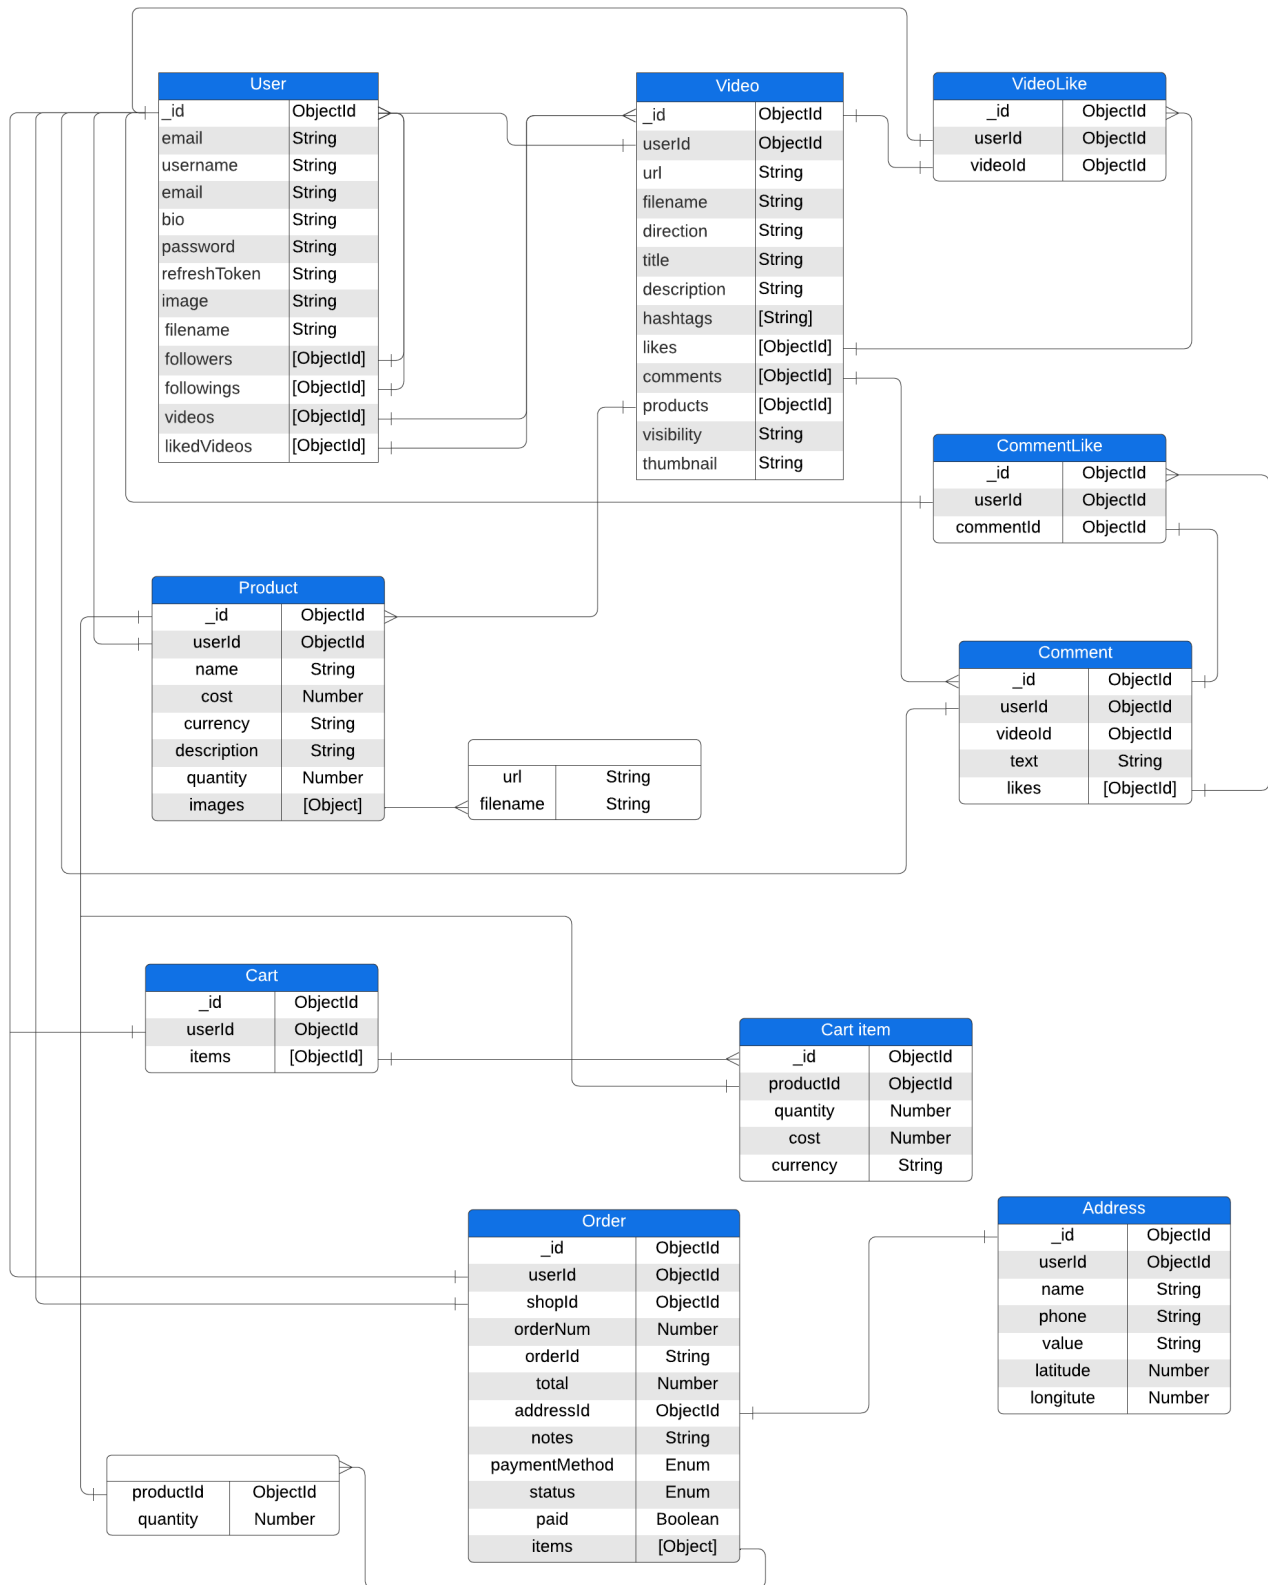 User
_id ObjectId
email String
username String
email String
bio String
password String
refreshToken String
image String
filename String
followers [ObjectId]
followings [ObjectId]
videos [ObjectId]
likedVideos [ObjectId]
Video
_id ObjectId
userId ObjectId
url String
filename String
direction String
title String
description String
hashtags [String]
likes [ObjectId]
comments [ObjectId]
products [ObjectId]
visibility String
thumbnail String
VideoLike
_id ObjectId
userId ObjectId
videoId ObjectId
CommentLike
_id ObjectId
userId ObjectId
commentId ObjectId
Product
_id ObjectId
userId ObjectId
name String
cost Number
currency String
description String
quantity Number
images [Object]
url String
filename String
Comment
_id ObjectId
userId ObjectId
videoId ObjectId
text String
likes [ObjectId]
Cart
_id ObjectId
userId ObjectId
items [ObjectId]
Cart item
_id ObjectId
productId ObjectId
quantity Number
cost Number
currency String
Order
_id ObjectId
userId ObjectId
shopId ObjectId
orderNum Number
orderId String
total Number
addressId ObjectId
notes String
paymentMethod Enum
status Enum
paid Boolean
items [Object]
Address
_id ObjectId
userId ObjectId
name String
phone String
value String
latitude Number
longitute Number
productId ObjectId
quantity Number